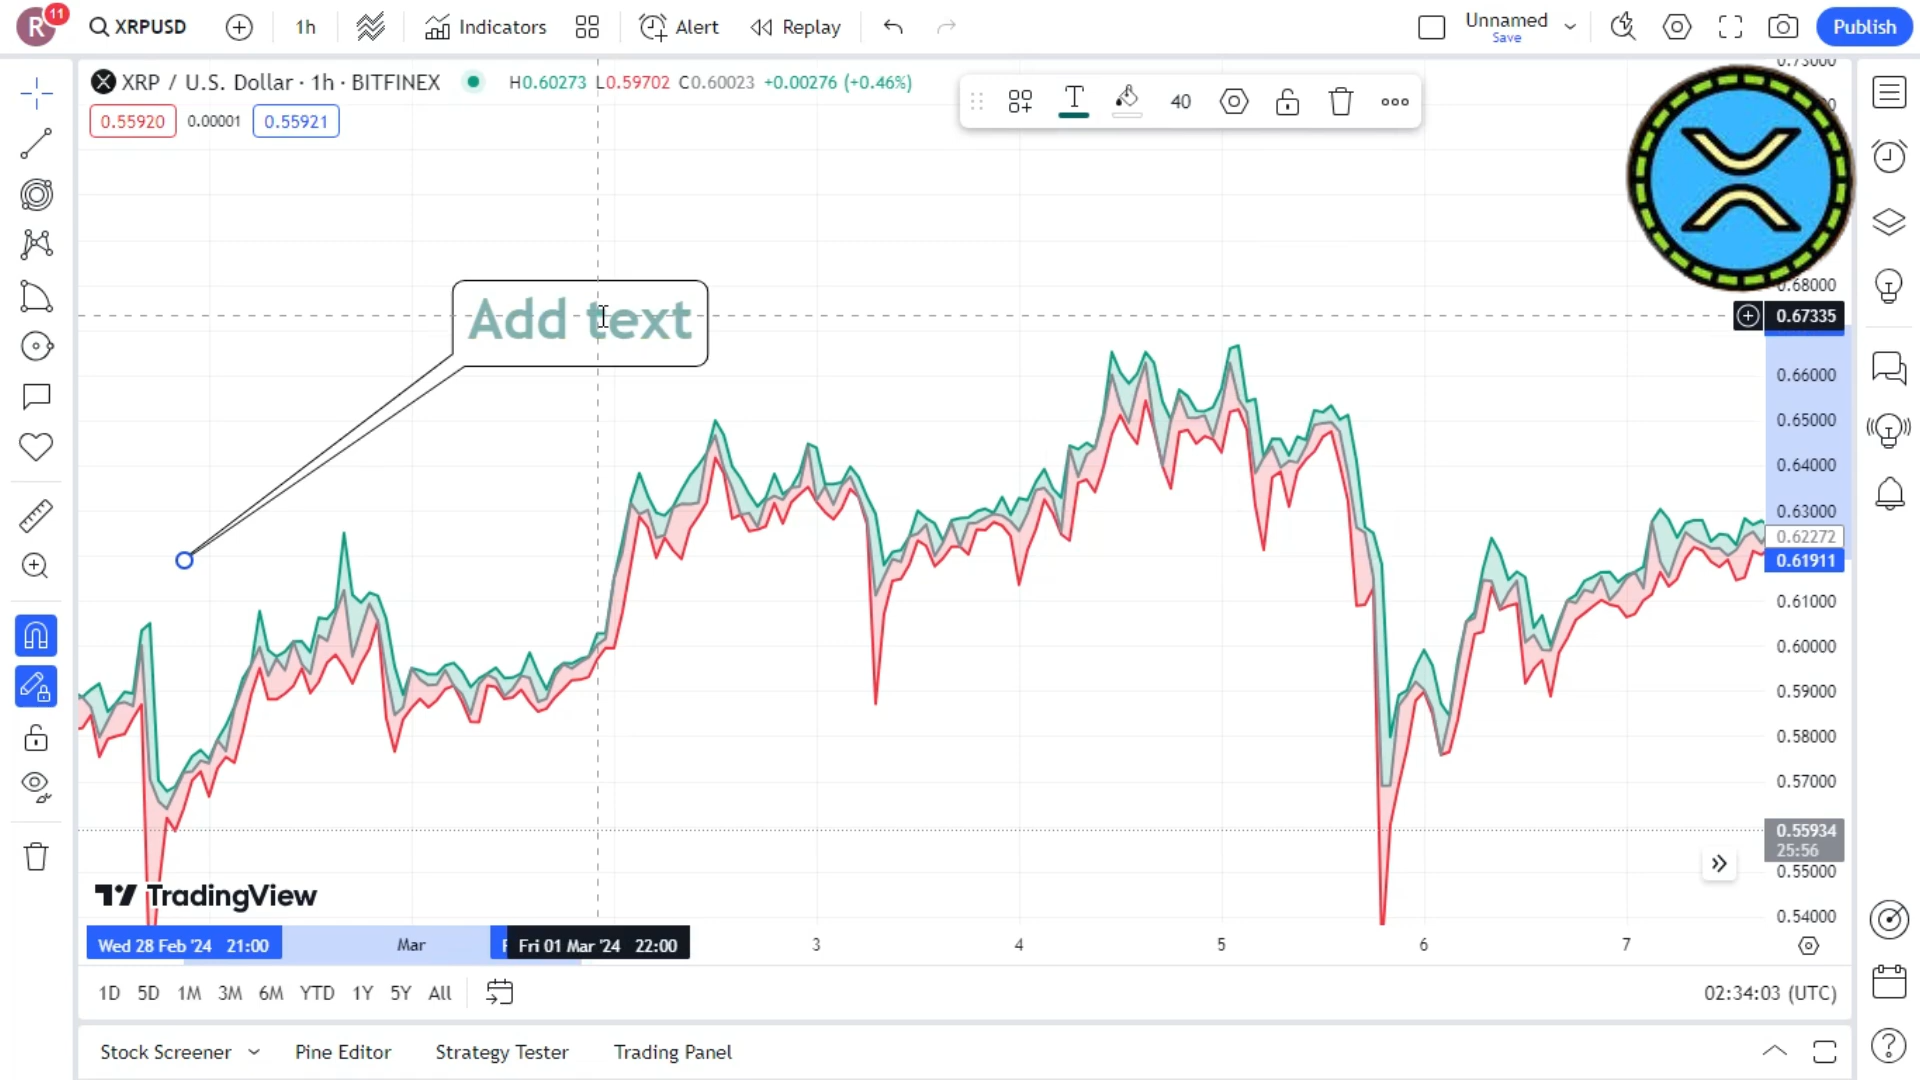 R 11 XRPUSD 1h Indicators Alert Replay Unnamed Save Publish
XRP / U.S. Dollar · 1h · BITFINEX H0.60273 L0.59702 C0.60023 +0.00276 (+0.46%)
0.55920 0.00001 0.55921
T 40
Add text
0.73000
0.68000
0.67335
0.66000
0.65000
0.64000
0.63000
0.62272
0.61911
0.61000
0.60000
0.59000
0.58000
0.57000
0.55934
25:56
0.55000
0.54000
TradingView
Wed 28 Feb '24 21:00 Mar Fri 01 Mar '24 22:00 3 4 5 6 7
1D 5D 1M 3M 6M YTD 1Y 5Y All 02:34:03 (UTC)
Stock Screener Pine Editor Strategy Tester Trading Panel